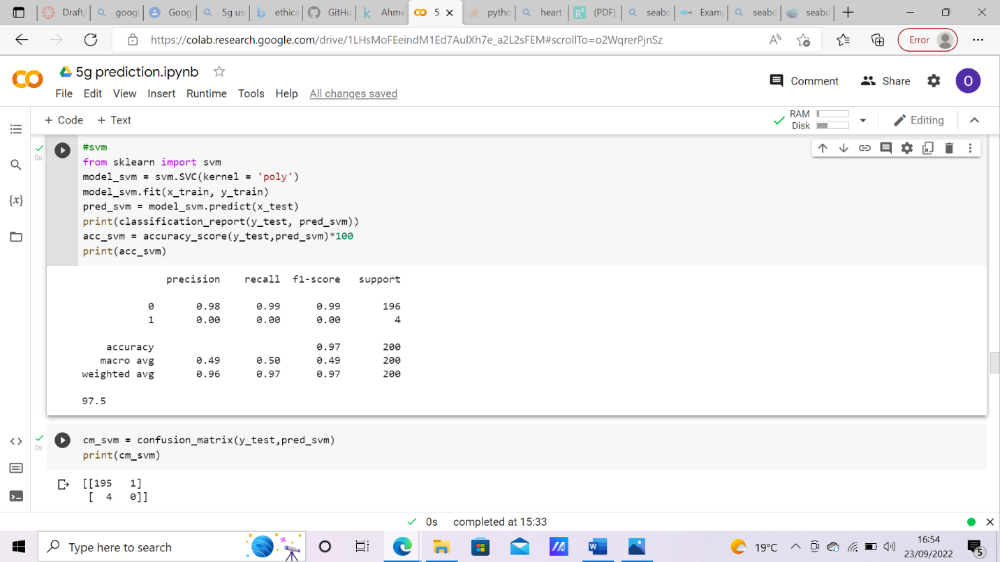 Draft/ googl Goog 5g us ethica GitHu Ahme 5 pytho heart (PDF) seabo Exam seabo seabo
https://colab.research.google.com/drive/1LHsMoFEeindM1Ed7AuIXh7e_a2L2sFEM#scrollTo=o2WqrerPjnSz Error
5g prediction.ipynb
File Edit View Insert Runtime Tools Help All changes saved
Comment Share O
+ Code + Text
RAM
Disk
Editing
0s
#svm
from sklearn import svm
model_svm = svm.SVC(kernel = 'poly')
model_svm.fit(x_train, y_train)
pred_svm = model_svm.predict(x_test)
print(classification_report(y_test, pred_svm))
acc_svm = accuracy_score(y_test,pred_svm)*100
print(acc_svm)
precision recall f1-score support
0 0.98 0.99 0.99 196
1 0.00 0.00 0.00 4
accuracy 0.97 200
macro avg 0.49 0.50 0.49 200
weighted avg 0.96 0.97 0.97 200
97.5
0s
cm_svm = confusion_matrix(y_test,pred_svm)
print(cm_svm)
[[195 1]
[ 4 0]]
0s completed at 15:33
Type here to search
19°C
16:54
23/09/2022
5